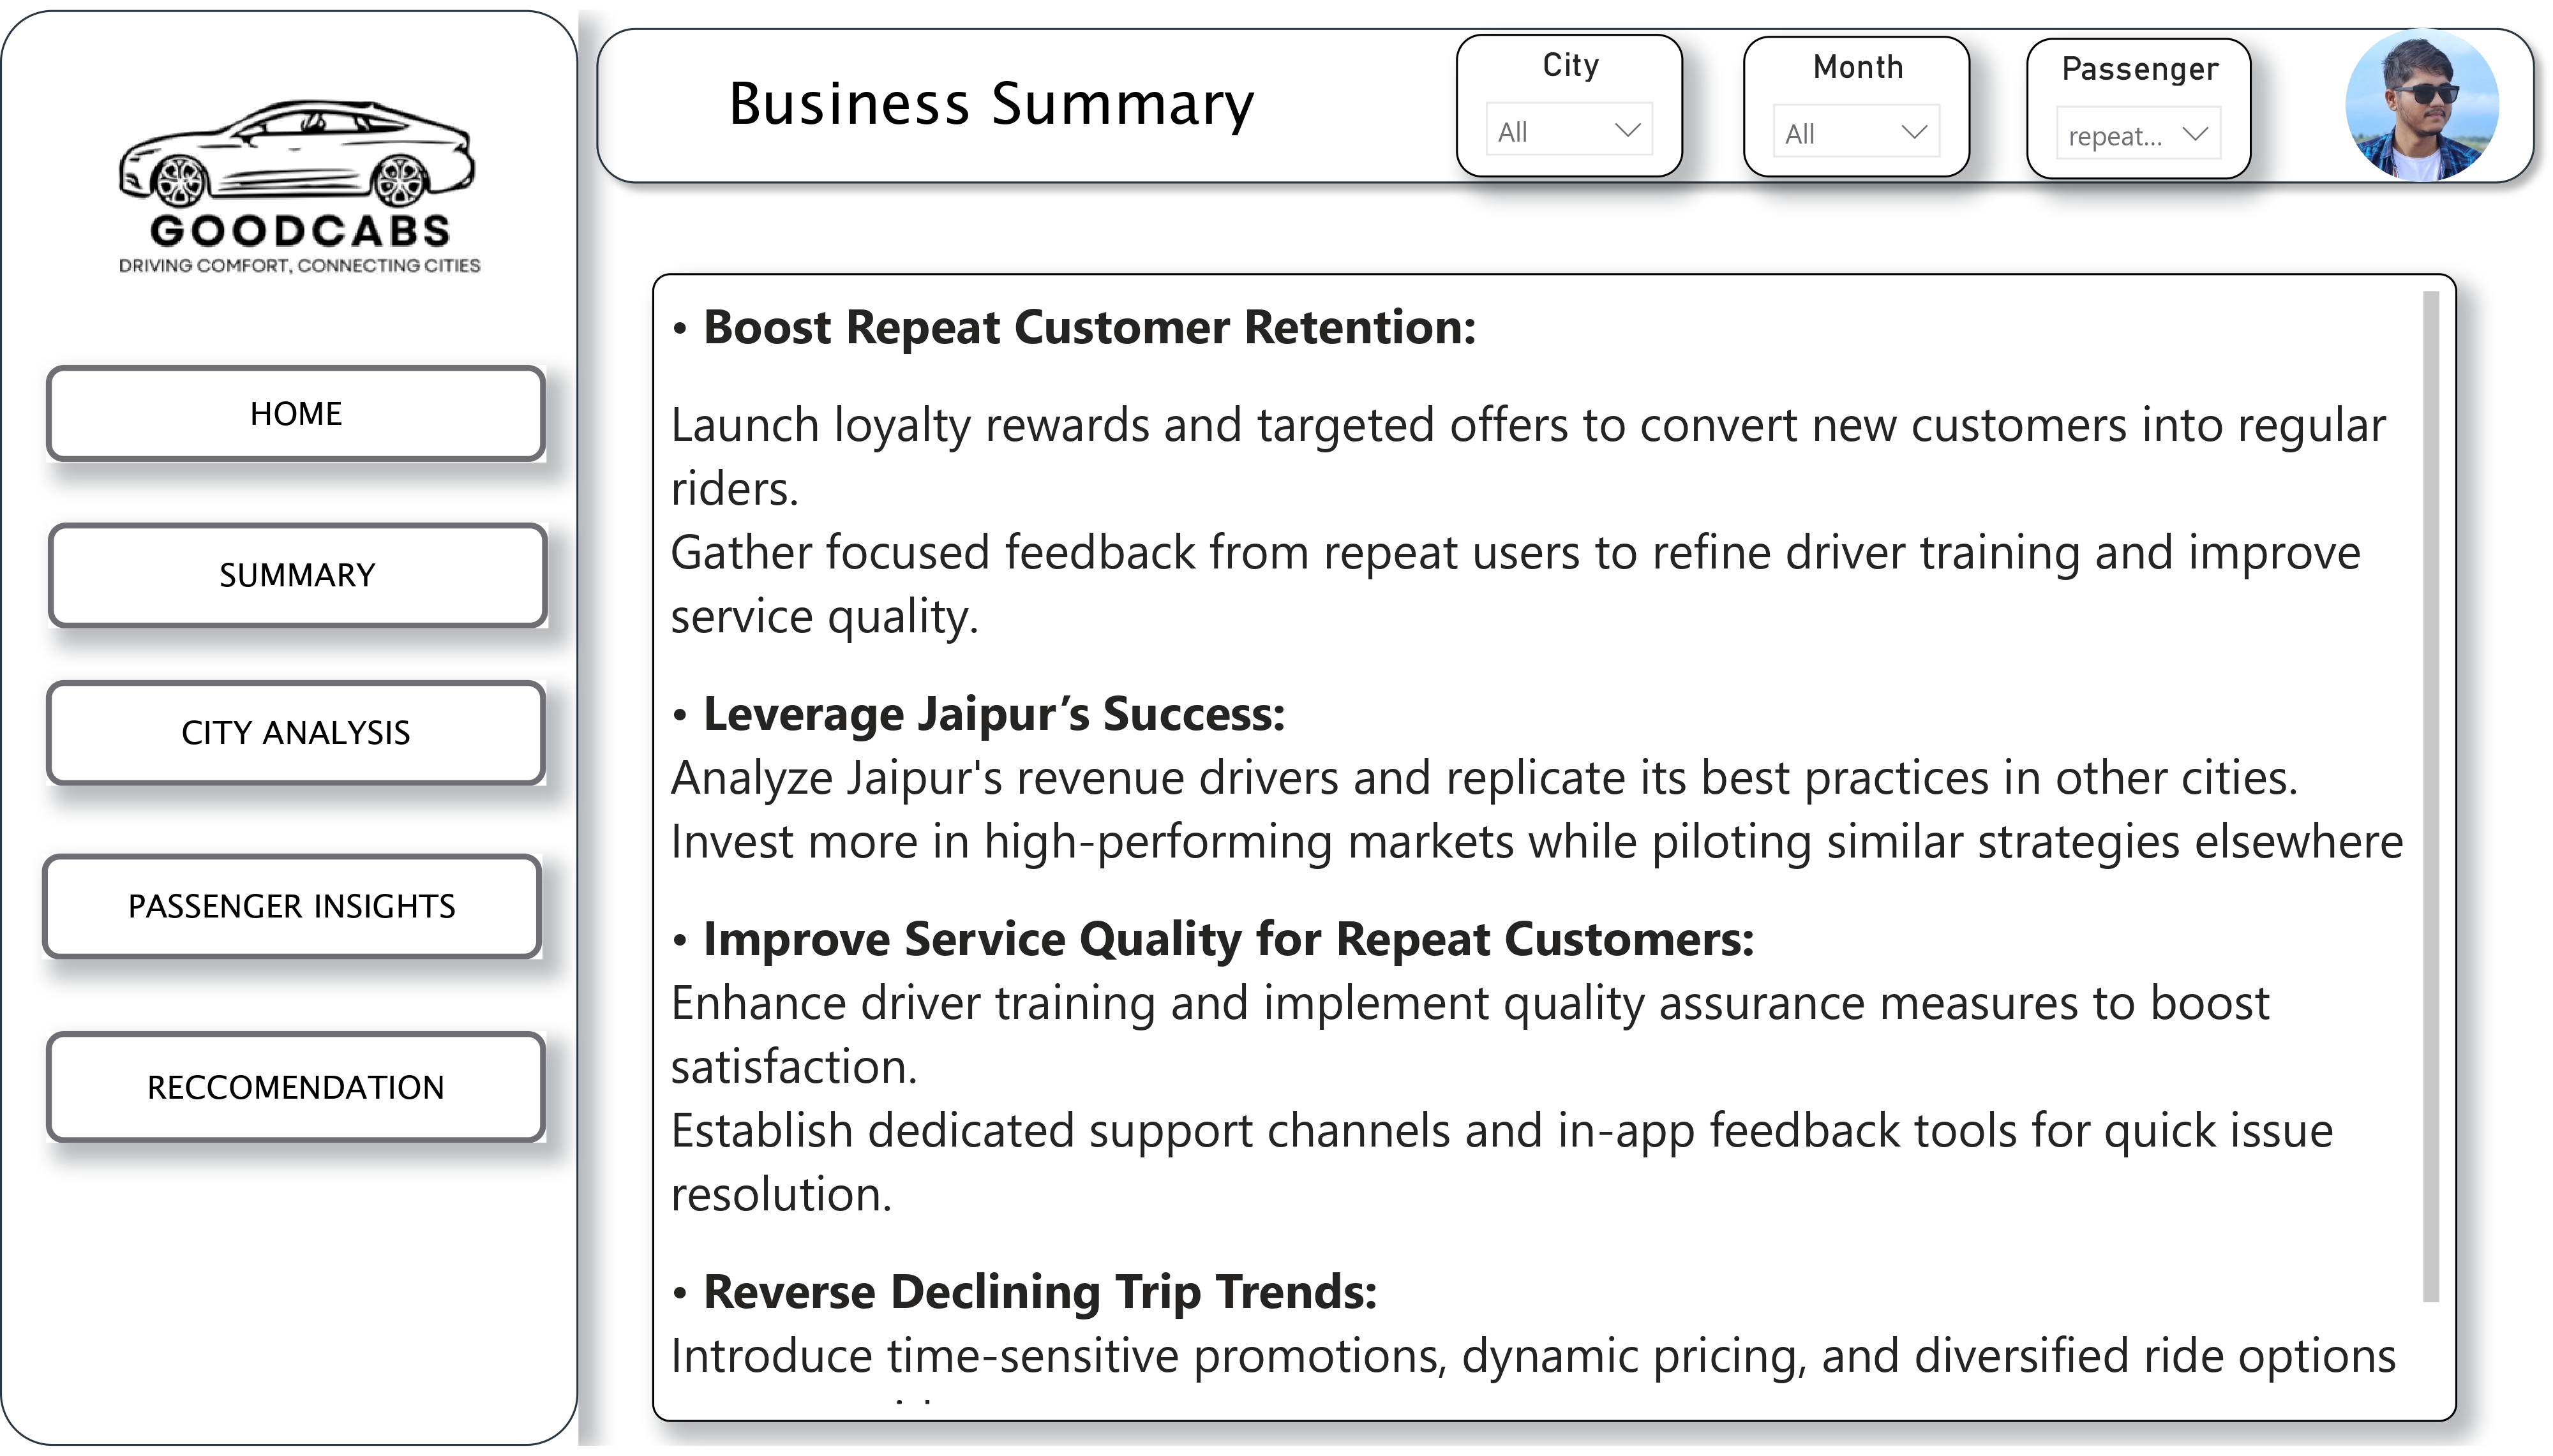 GOODCABS
DRIVING COMFORT, CONNECTING CITIES
HOME
SUMMARY
CITY ANALYSIS
PASSENGER INSIGHTS
RECCOMENDATION
Business Summary
City
All
Month
All
Passenger
repeat...
• Boost Repeat Customer Retention:
Launch loyalty rewards and targeted offers to convert new customers into regular
riders.
Gather focused feedback from repeat users to refine driver training and improve
service quality.
• Leverage Jaipur’s Success:
Analyze Jaipur's revenue drivers and replicate its best practices in other cities.
Invest more in high-performing markets while piloting similar strategies elsewhere
• Improve Service Quality for Repeat Customers:
Enhance driver training and implement quality assurance measures to boost
satisfaction.
Establish dedicated support channels and in-app feedback tools for quick issue
resolution.
• Reverse Declining Trip Trends:
Introduce time-sensitive promotions, dynamic pricing, and diversified ride options